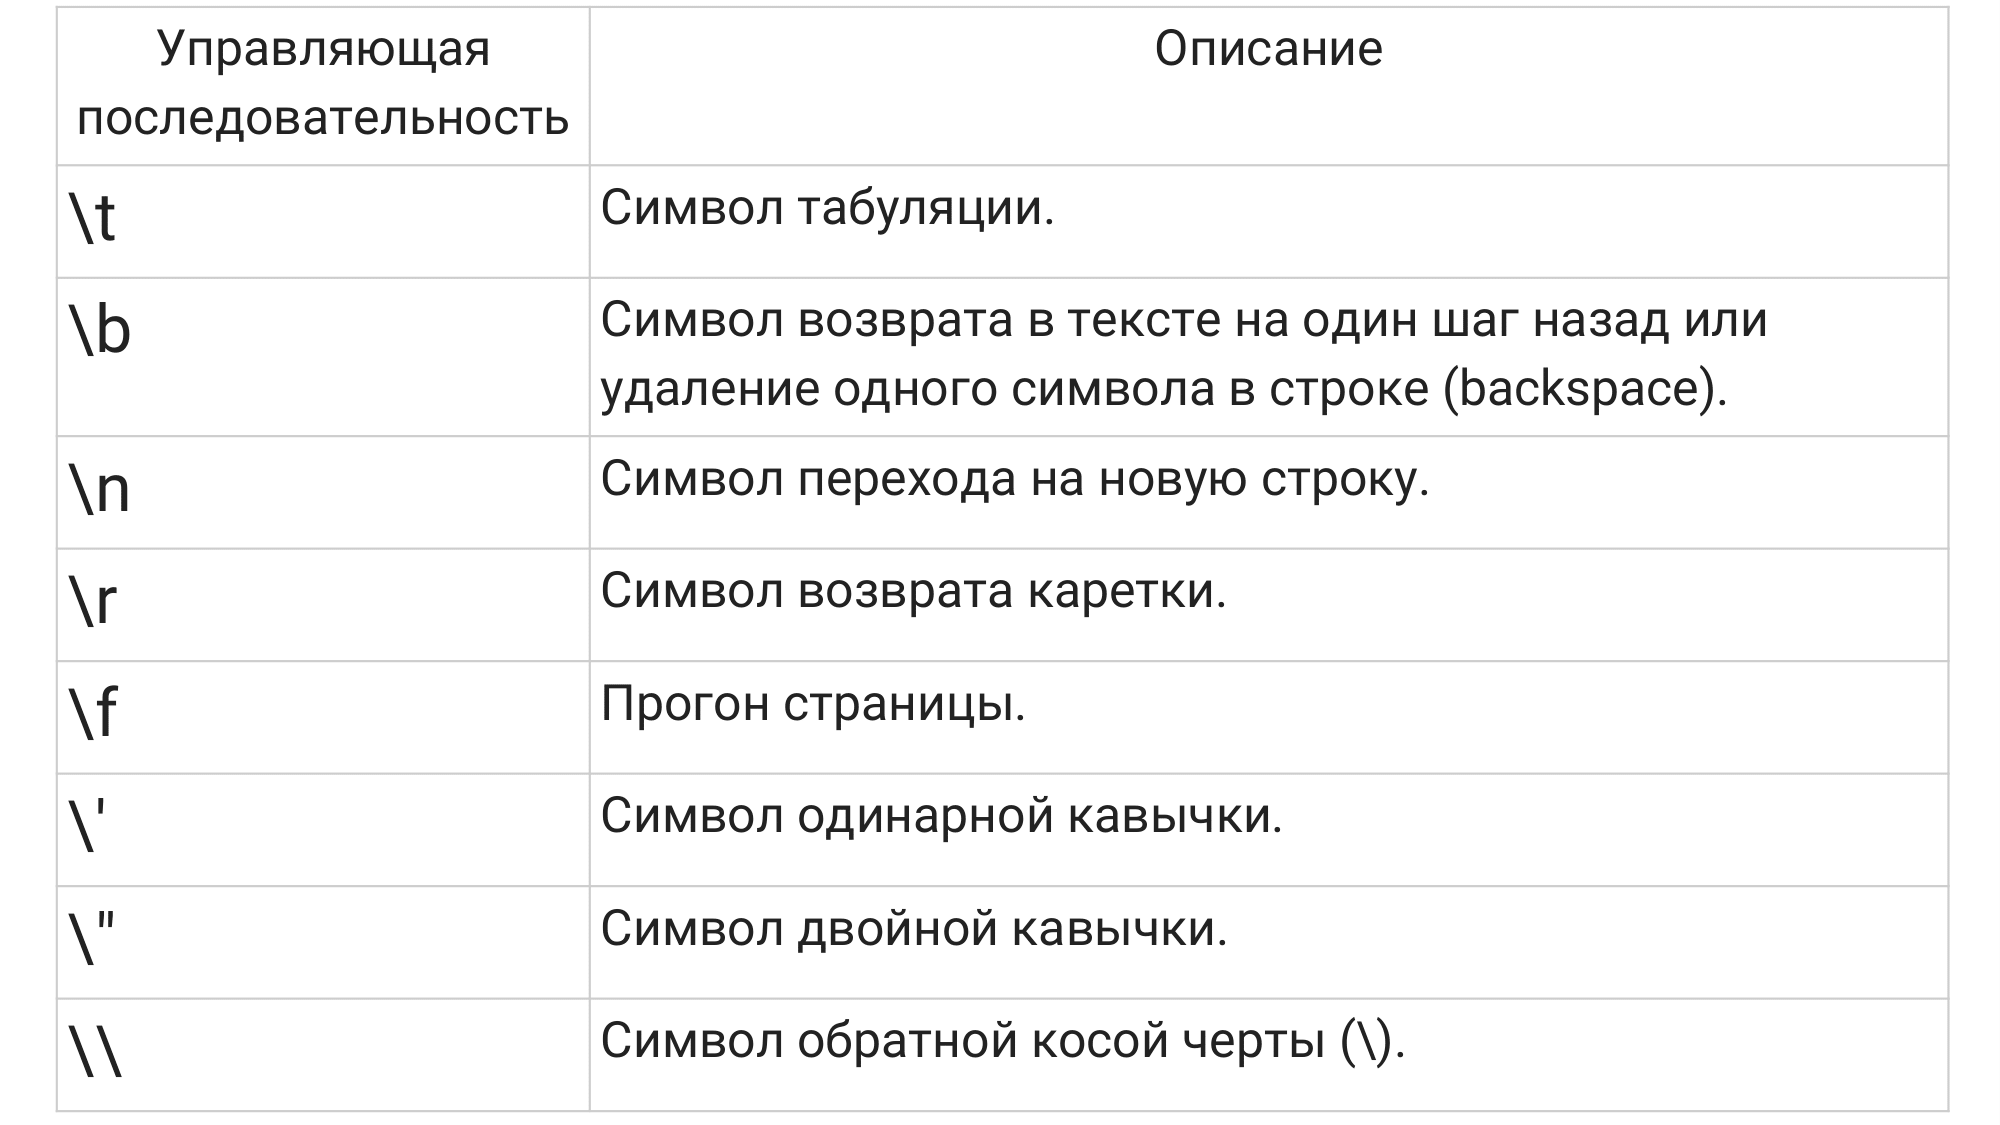 Управляющая
последовательность
Описание
\t
Символ табуляции.
\b
Символ возврата в тексте на один шаг назад или
удаление одного символа в строке (backspace).
\n
Символ перехода на новую строку.
\r
Символ возврата каретки.
\f
Прогон страницы.
\'
Символ одинарной кавычки.
\"
Символ двойной кавычки.
\\
Символ обратной косой черты (\).